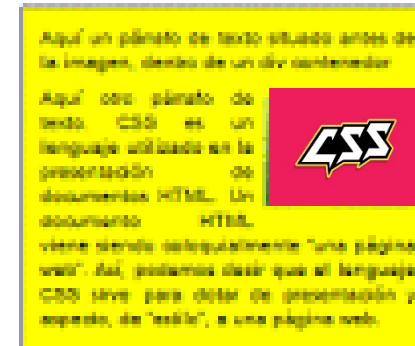 Aquí un párrafo de texto situado antes de
la imagen, dentro de un div contenedor
Aquí otro párrafo de
texto. CSS es un
lenguaje utilizado en la
presentación de
documentos HTML. Un
documento HTML
viene siendo coloquialmente "una página
web". Así, podemos decir que el lenguaje
CSS sirve para dotar de presentación y
aspecto, de "estilo", a una página web.
CSS